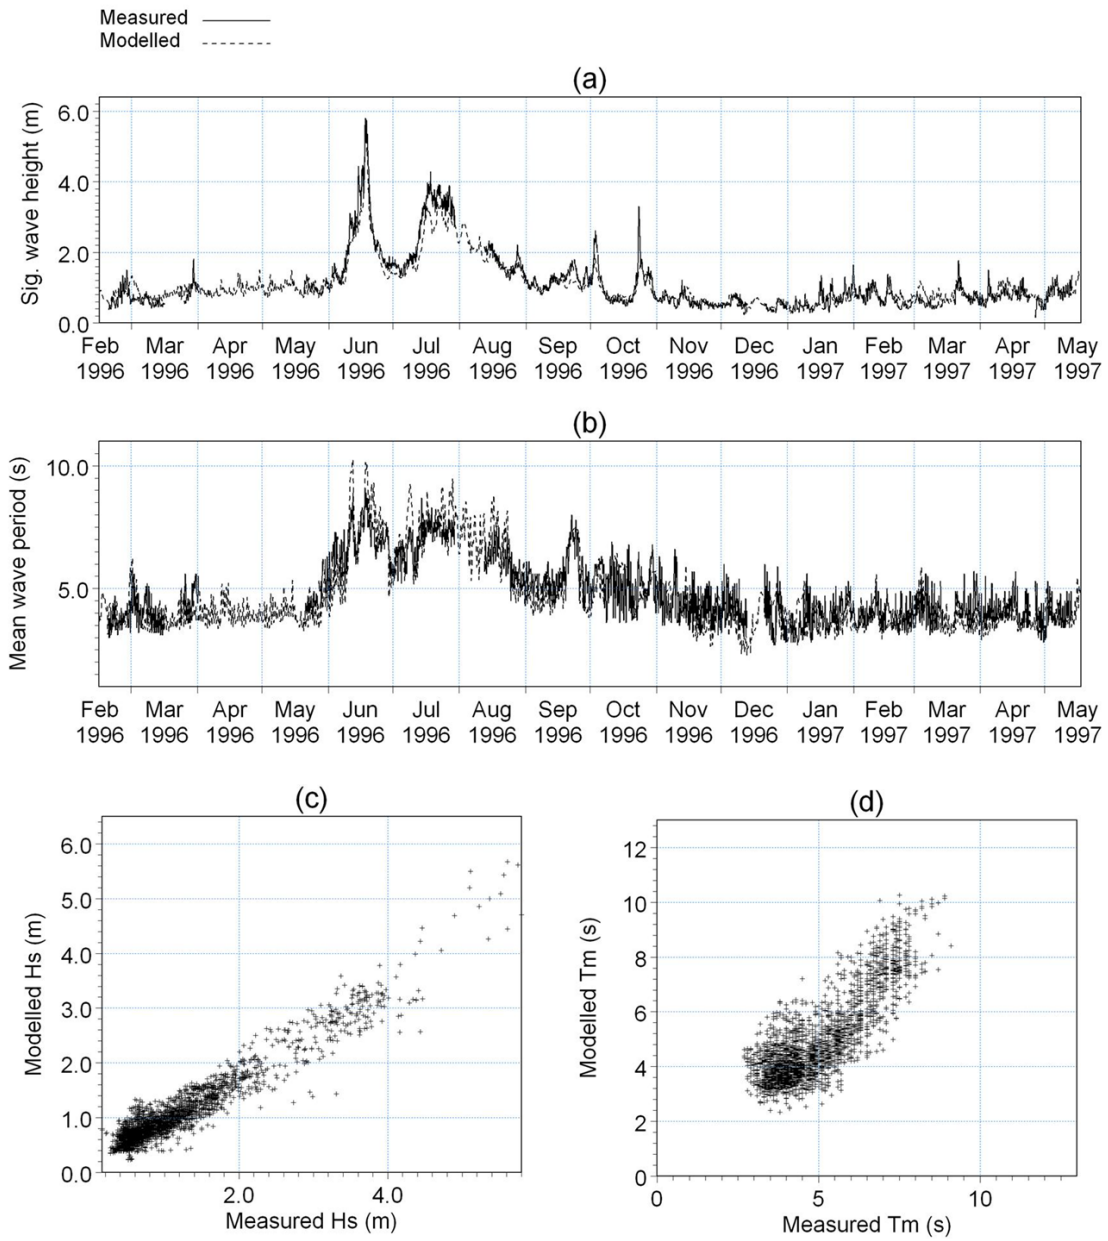 Measured
Modelled
(a)
Sig. wave height (m)
6.0
4.0
2.0
0.0
Feb Mar Apr May Jun Jul Aug Sep Oct Nov Dec Jan Feb Mar Apr May
1996 1996 1996 1996 1996 1996 1996 1996 1996 1996 1996 1997 1997 1997 1997 1997
(b)
Mean wave period (s)
10.0
5.0
Feb Mar Apr May Jun Jul Aug Sep Oct Nov Dec Jan Feb Mar Apr May
1996 1996 1996 1996 1996 1996 1996 1996 1996 1996 1996 1997 1997 1997 1997 1997
(c)
Modelled Hs (m)
6.0
5.0
4.0
3.0
2.0
1.0
0.0
2.0 4.0
Measured Hs (m)
(d)
Modelled Tm (s)
12
10
8
6
4
2
0
0 5 10
Measured Tm (s)